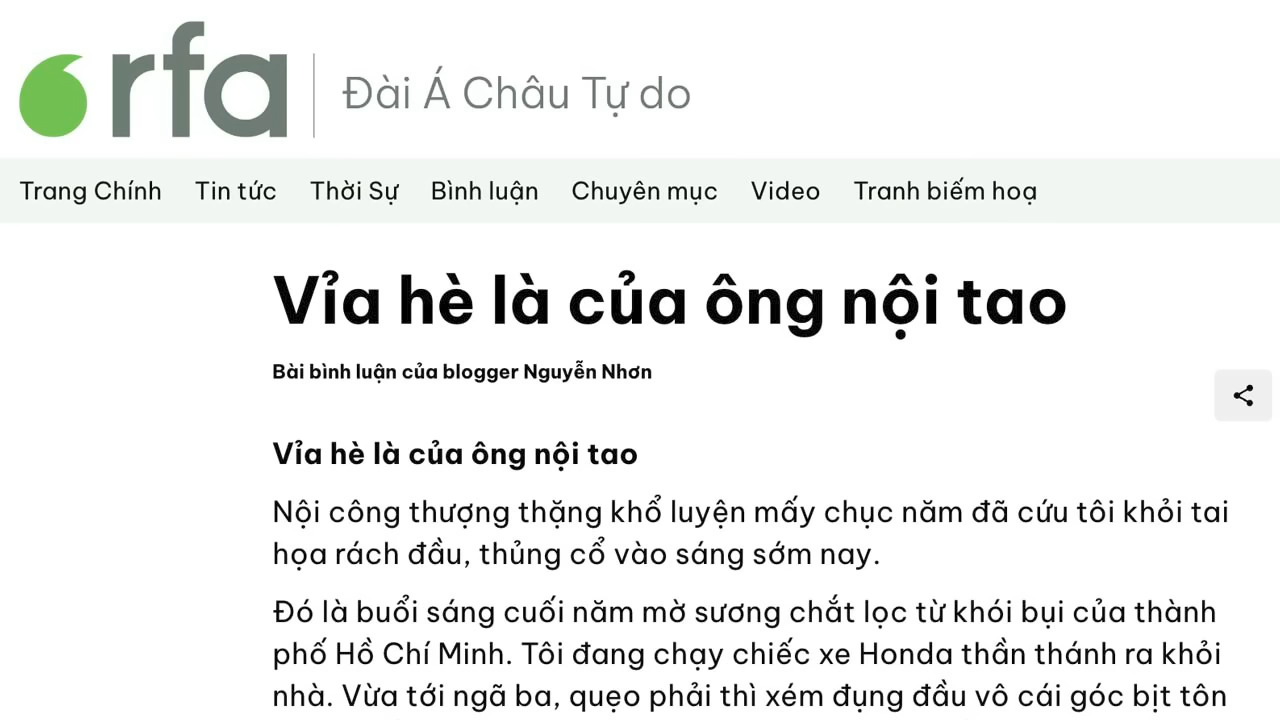 rfa
Đài Á Châu Tự do
Trang Chính Tin tức Thời Sự Bình luận Chuyên mục Video Tranh biếm hoạ
Vỉa hè là của ông nội tao
Bài bình luận của blogger Nguyễn Nhơn
Vỉa hè là của ông nội tao
Nội công thượng thặng khổ luyện mấy chục năm đã cứu tôi khỏi tai
họa rách đầu, thủng cổ vào sáng sớm nay.
Đó là buổi sáng cuối năm mờ sương chắt lọc từ khói bụi của thành
phố Hồ Chí Minh. Tôi đang chạy chiếc xe Honda thần thánh ra khỏi
nhà. Vừa tới ngã ba, quẹo phải thì xém đụng đầu vô cái góc bịt tôn